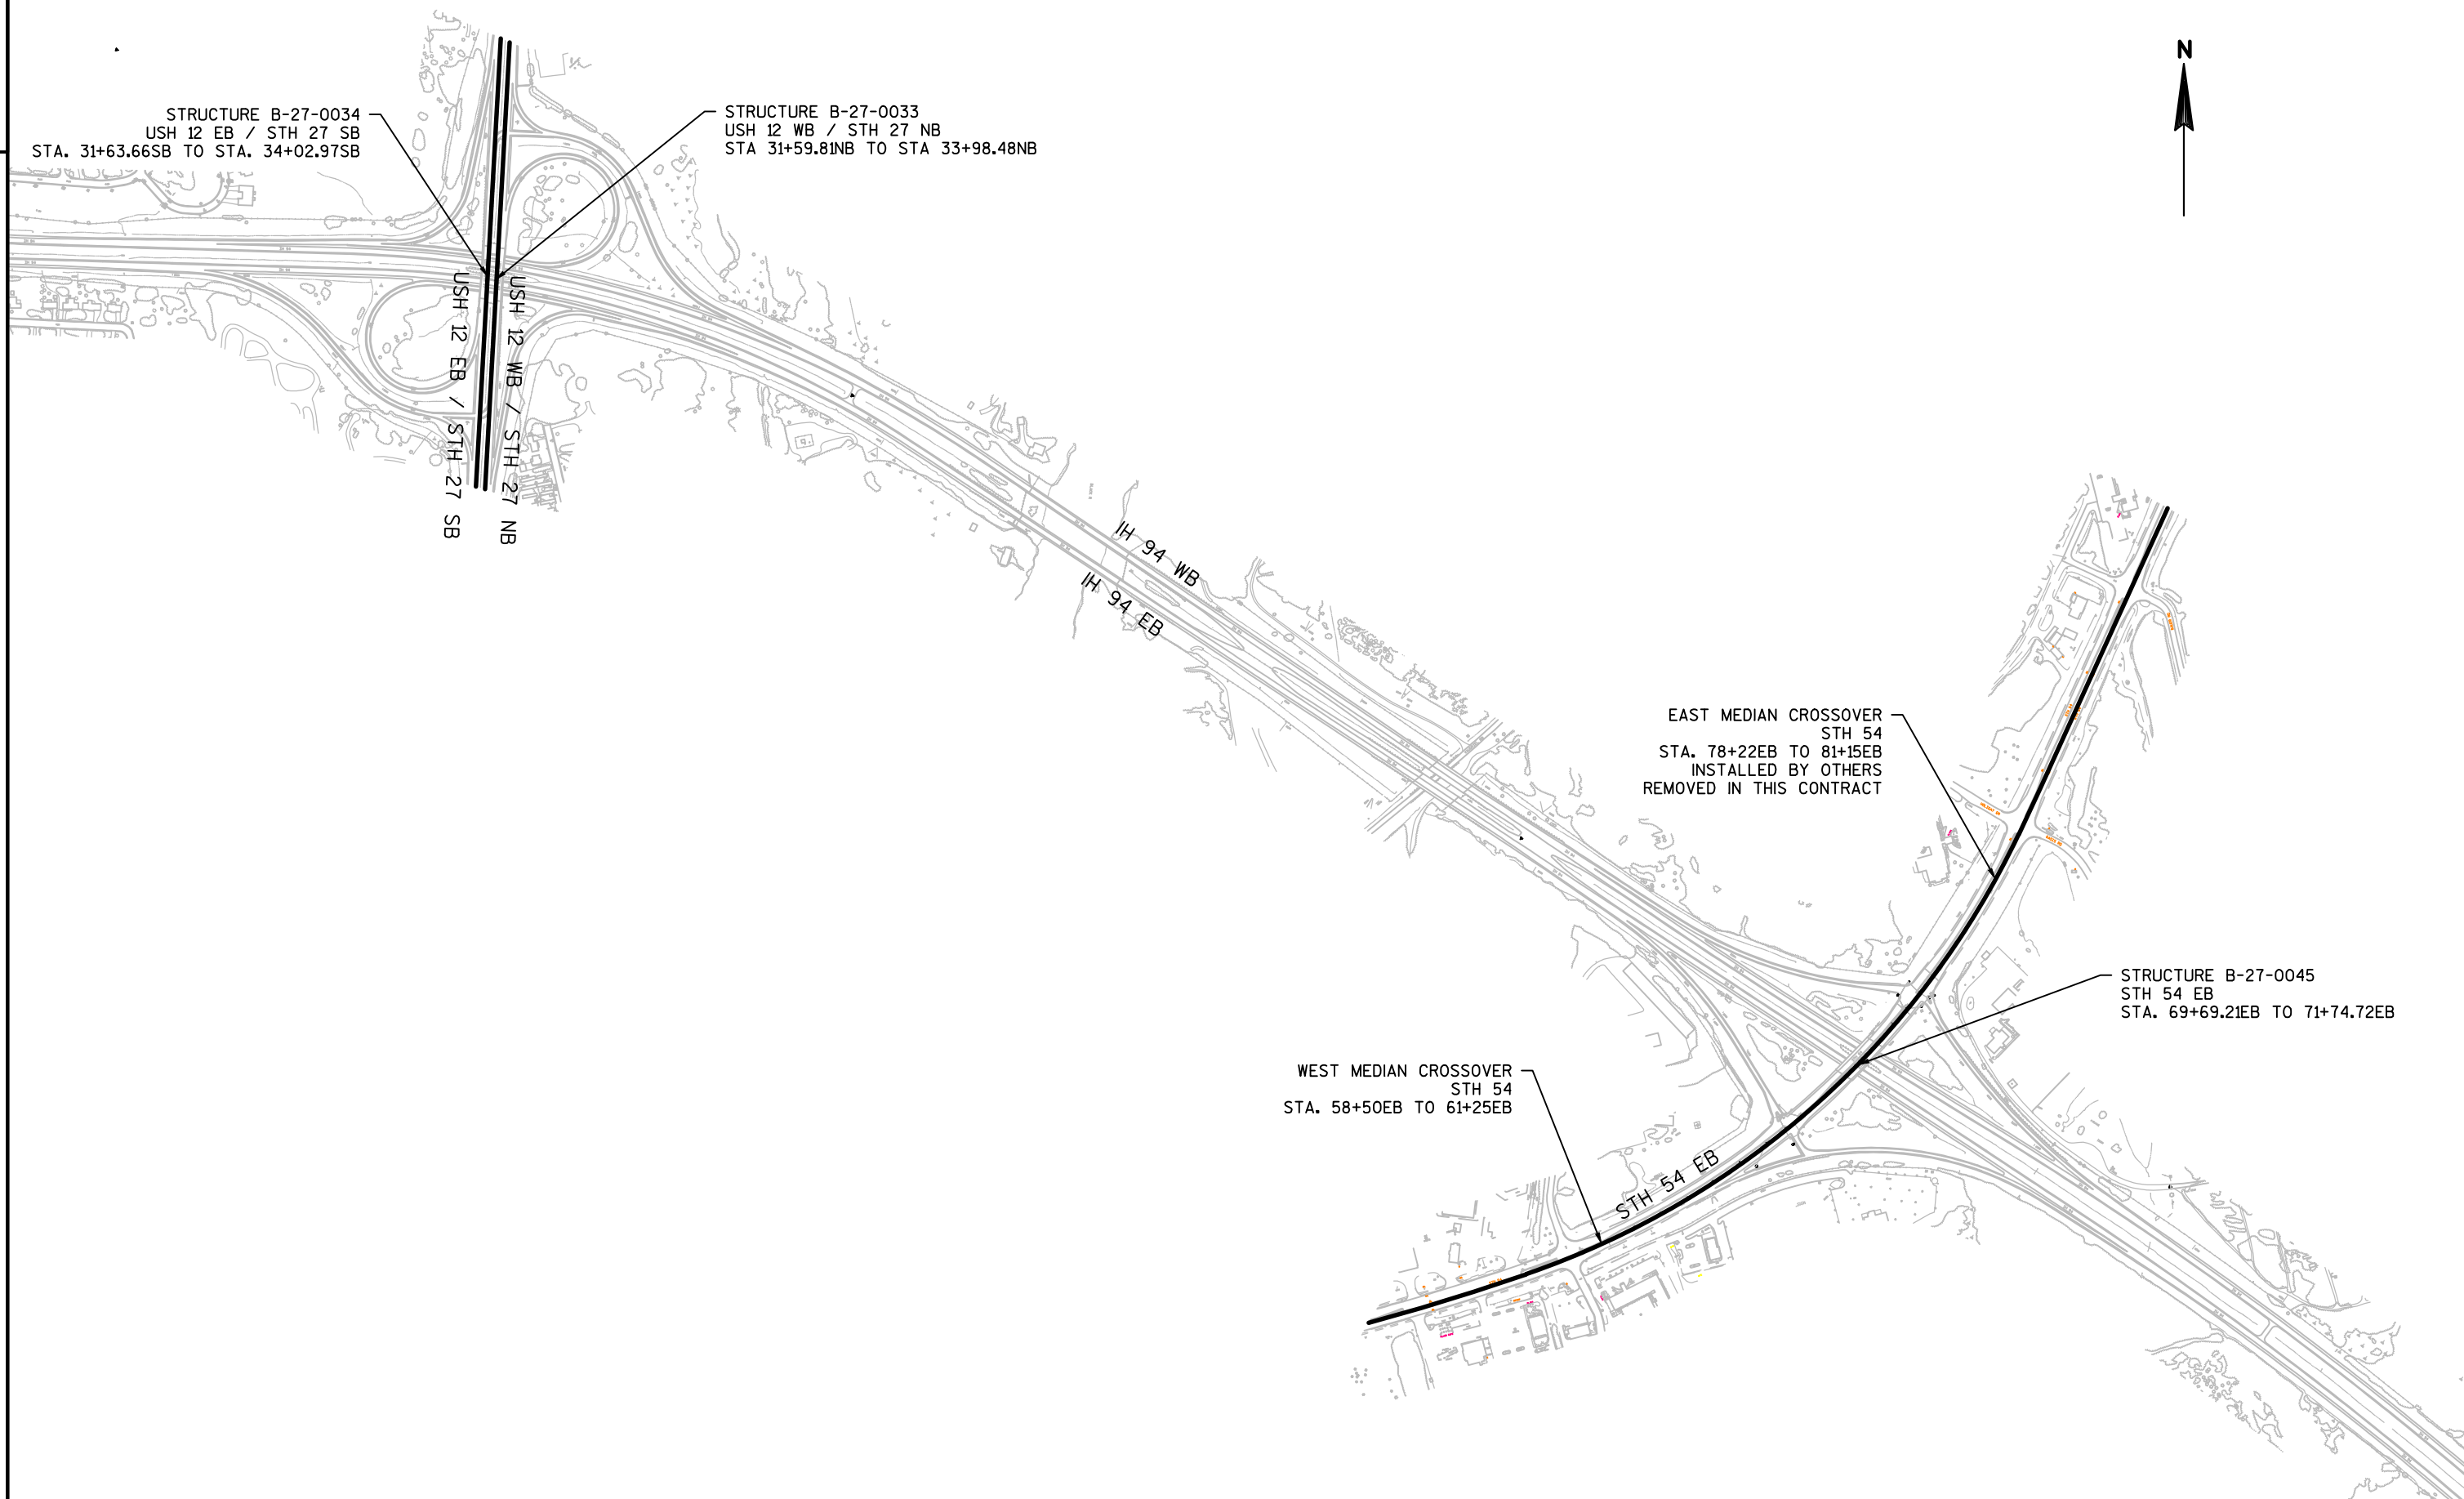 N
STRUCTURE B-27-0034
USH 12 EB / STH 27 SB
STA. 31+63.66SB TO STA. 34+02.97SB
STRUCTURE B-27-0033
USH 12 WB / STH 27 NB
STA 31+59.81NB TO STA 33+98.48NB
USH 12 EB / STH 27 SB
USH 12 WB / STH 27 NB
IH 94 WB
IH 94 EB
EAST MEDIAN CROSSOVER
STH 54
STA. 78+22EB TO 81+15EB
INSTALLED BY OTHERS
REMOVED IN THIS CONTRACT
STRUCTURE B-27-0045
STH 54 EB
STA. 69+69.21EB TO 71+74.72EB
WEST MEDIAN CROSSOVER
STH 54
STA. 58+50EB TO 61+25EB
STH 54 EB